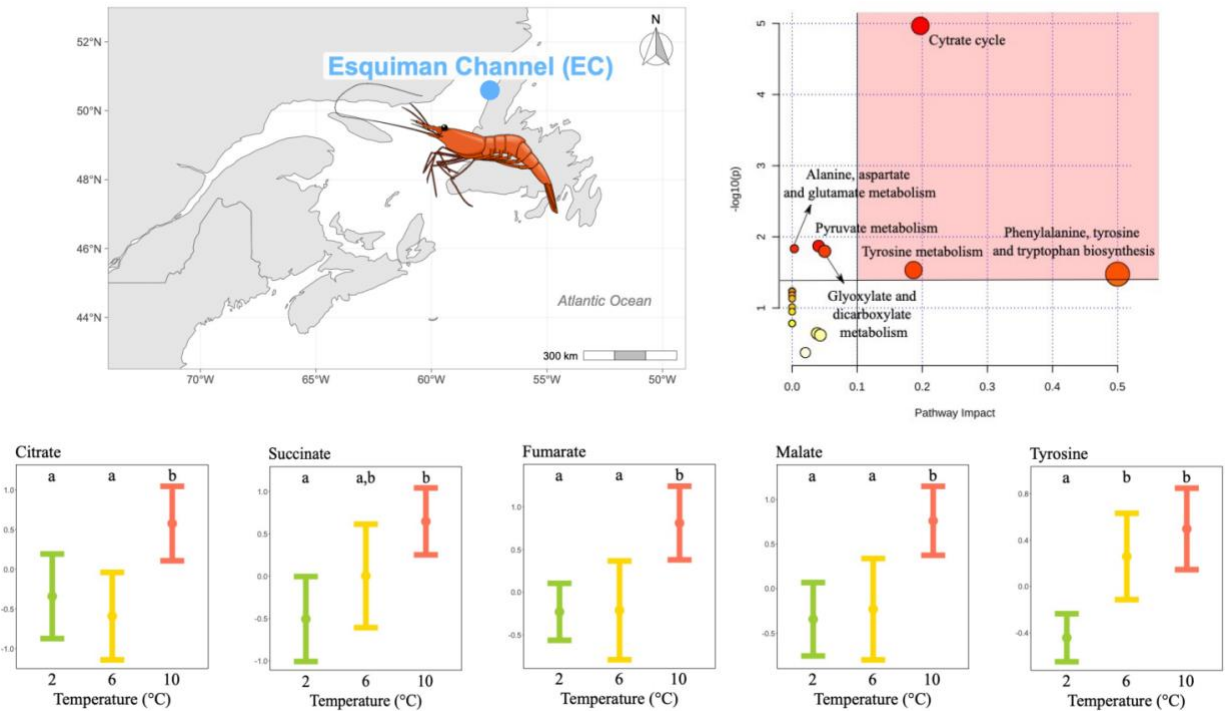 52°N
50°N
48°N
46°N
44°N
70°W
65°W
60°W
55°W
50°W
N
Esquiman Channel (EC)
Atlantic Ocean
300 km
5
4
3
2
1
-log10(p)
Cytrate cycle
Alanine, aspartate
and glutamate metabolism
Pyruvate metabolism
Tyrosine metabolism
Phenylalanine, tyrosine
and tryptophan biosynthesis
Glyoxylate and
dicarboxylate
metabolism
0.0
0.1
0.2
0.3
0.4
0.5
Pathway Impact
Citrate
a
a
b
1.0
0.5
0.0
-0.5
-1.0
2
6
10
Temperature (°C)
Succinate
a
a,b
b
1.0
0.5
0.0
-0.5
-1.0
2
6
10
Temperature (°C)
Fumarate
a
a
b
1.0
0.5
0.0
-0.5
2
6
10
Temperature (°C)
Malate
a
a
b
1.0
0.5
0.0
-0.5
2
6
10
Temperature (°C)
Tyrosine
a
b
b
0.8
0.4
0.0
-0.4
2
6
10
Temperature (°C)